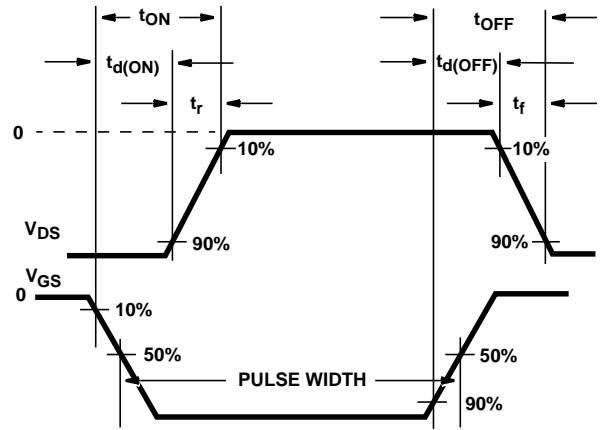 tON
tOFF
td(ON)
td(OFF)
tr
tf
0
10%
10%
VDS
90%
90%
VGS
0
10%
50%
50%
PULSE WIDTH
90%